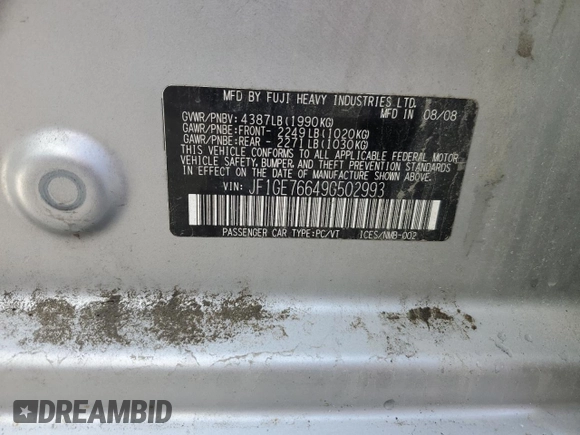 MFD BY FUJI HEAVY INDUSTRIES LTD.
MFD IN 08/08
GVWR/PNBV: 4387LB(1990KG)
GAWR/PNBE:FRONT- 2249LB(1020KG)
GAWR/PNBE:REAR - 2271LB(1030KG)
THIS VEHICLE CONFORMS TO ALL APPLICABLE FEDERAL MOTOR
VEHICLE SAFETY, BUMPER, AND THEFT PREVENTION STANDARDS
IN EFFECT ON THE DATE OF MANUFACTURE SHOWN ABOVE.
VIN: JF1GE76649G502993
PASSENGER CAR TYPE:PC/VT ICES/NMB-002
DREAMBID